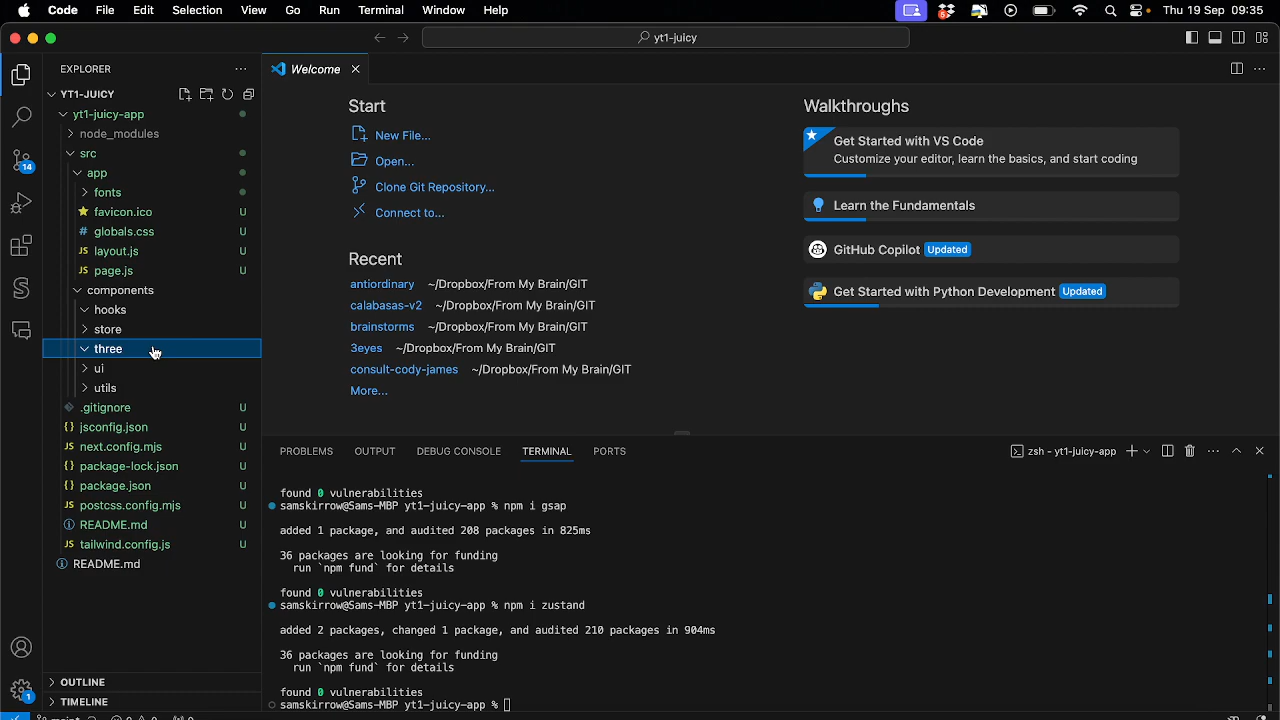 Code File Edit Selection View Go Run Terminal Window Help Thu 19 Sep 09:35
yt1-juicy
EXPLORER
Welcome
YT1-JUICY
yt1-juicy-app
node_modules
src
app
fonts
favicon.ico U
# globals.css U
JS layout.js U
JS page.js U
components
hooks
store
three
ui
utils
.gitignore U
{} jsconfig.json U
JS next.config.mjs U
{} package-lock.json U
{} package.json U
JS postcss.config.mjs U
README.md U
JS tailwind.config.js U
README.md
OUTLINE
TIMELINE
14
1
6
Start
New File...
Open...
Clone Git Repository...
Connect to...
Recent
antiordinary ~/Dropbox/From My Brain/GIT
calabasas-v2 ~/Dropbox/From My Brain/GIT
brainstorms ~/Dropbox/From My Brain/GIT
3eyes ~/Dropbox/From My Brain/GIT
consult-cody-james ~/Dropbox/From My Brain/GIT
More...
Walkthroughs
Get Started with VS Code
Customize your editor, learn the basics, and start coding
Learn the Fundamentals
GitHub Copilot Updated
Get Started with Python Development Updated
PROBLEMS OUTPUT DEBUG CONSOLE TERMINAL PORTS zsh - yt1-juicy-app
found 0 vulnerabilities
samskirrow@Sams-MBP yt1-juicy-app % npm i gsap
added 1 package, and audited 208 packages in 825ms
36 packages are looking for funding
run `npm fund` for details
found 0 vulnerabilities
samskirrow@Sams-MBP yt1-juicy-app % npm i zustand
added 2 packages, changed 1 package, and audited 210 packages in 904ms
36 packages are looking for funding
run `npm fund` for details
found 0 vulnerabilities
samskirrow@Sams-MBP yt1-juicy-app %